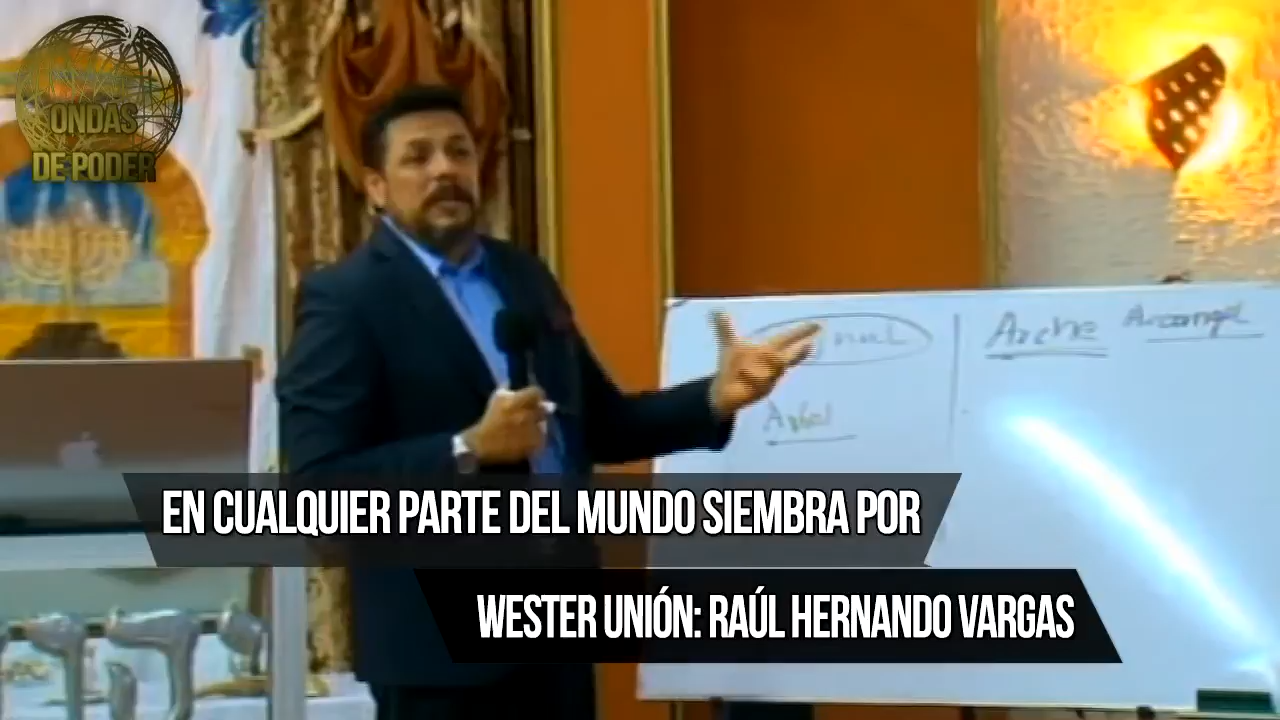 ONDAS
DE PODER
Arche Arcangel
EN CUALQUIER PARTE DEL MUNDO SIEMBRA POR
WESTER UNIÓN: RAÚL HERNANDO VARGAS